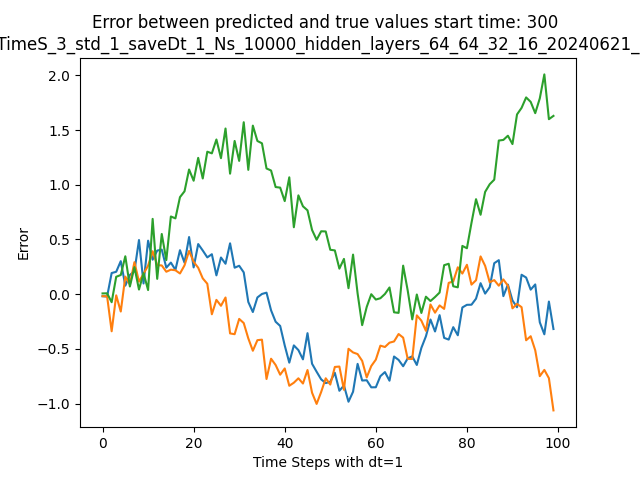 Error between predicted and true values start time: 300
TimeS_3_std_1_saveDt_1_Ns_10000_hidden_layers_64_64_32_16_20240621_
2.0
1.5
1.0
0.5
0.0
−0.5
−1.0
Error
0 20 40 60 80 100
Time Steps with dt=1